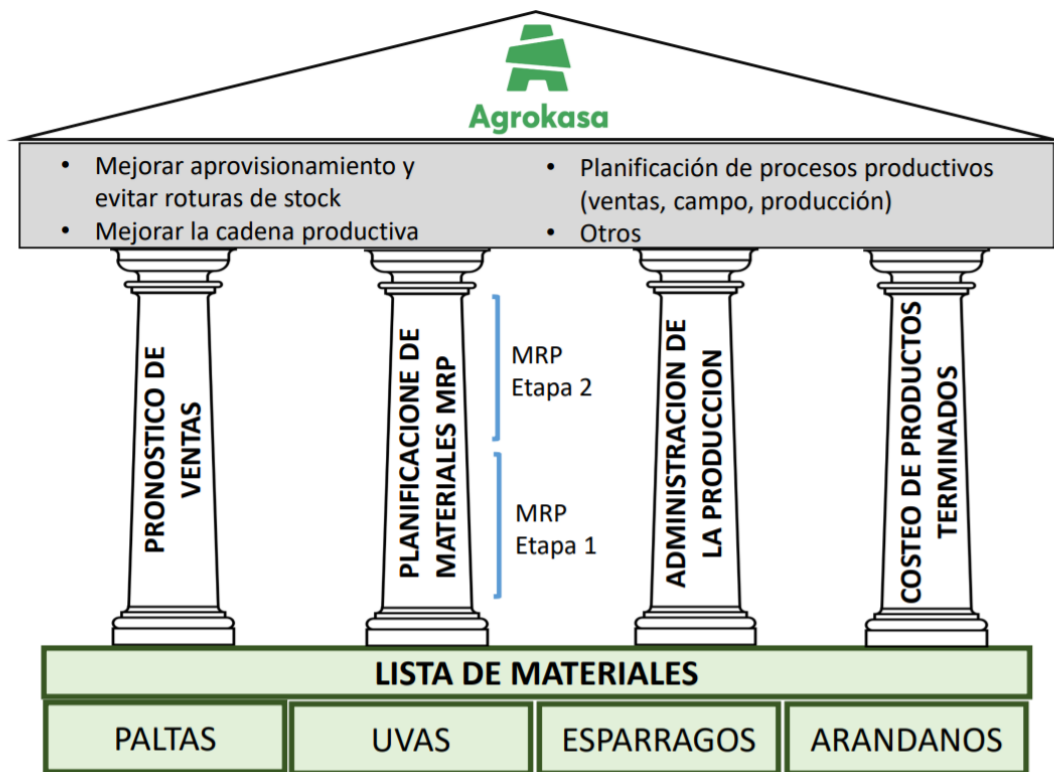 Agrokasa
• Mejorar aprovisionamiento y
evitar roturas de stock
• Mejorar la cadena productiva
• Planificación de procesos productivos
(ventas, campo, producción)
• Otros
PRONOSTICO DE
VENTAS
PLANIFICACIONE DE
MATERIALES MRP
MRP
Etapa 2
MRP
Etapa 1
ADMINISTRACION DE
LA PRODUCCION
COSTEO DE PRODUCTOS
TERMINADOS
LISTA DE MATERIALES
PALTAS
UVAS
ESPARRAGOS
ARANDANOS